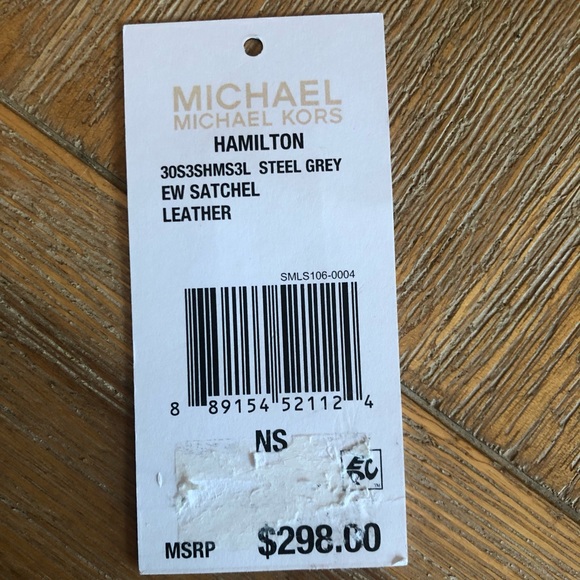 MICHAEL
MICHAEL KORS
HAMILTON
30S3SHMS3L STEEL GREY
EW SATCHEL
LEATHER
SMLS106-0004
8 89154 52112 4
NS
MSRP $298.00